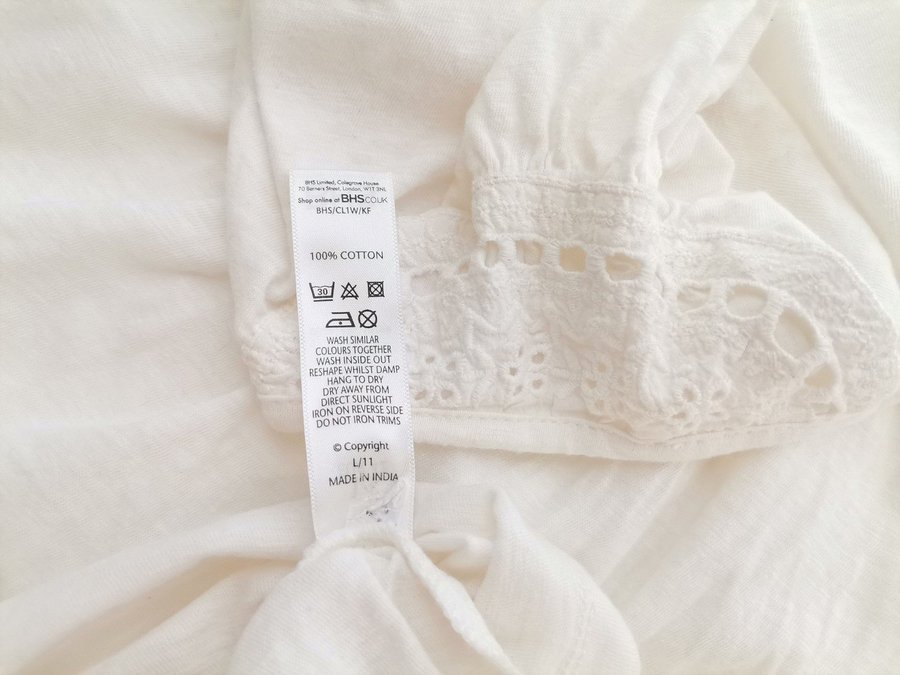 BHS Limited, Colegrave House
70 Berners Street, London, W1T 3NL
Shop online at BHS.CO.UK
BHS/CL1W/KF
100% COTTON
30
WASH SIMILAR
COLOURS TOGETHER
WASH INSIDE OUT
RESHAPE WHILST DAMP
HANG TO DRY
DRY AWAY FROM
DIRECT SUNLIGHT
IRON ON REVERSE SIDE
DO NOT IRON TRIMS
© Copyright
L/11
MADE IN INDIA